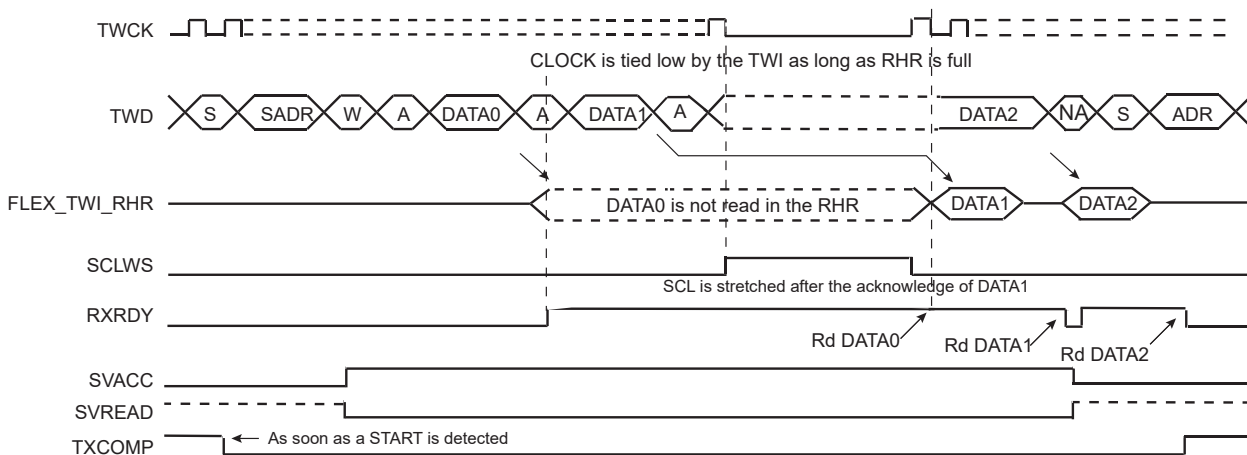 TWCK
CLOCK is tied low by the TWI as long as RHR is full
TWD S SADR W A DATA0 A DATA1 A DATA2 NA S ADR
FLEX_TWI_RHR DATA0 is not read in the RHR DATA1 DATA2
SCLWS
SCL is stretched after the acknowledge of DATA1
RXRDY
Rd DATA0 Rd DATA1 Rd DATA2
SVACC
SVREAD
TXCOMP As soon as a START is detected